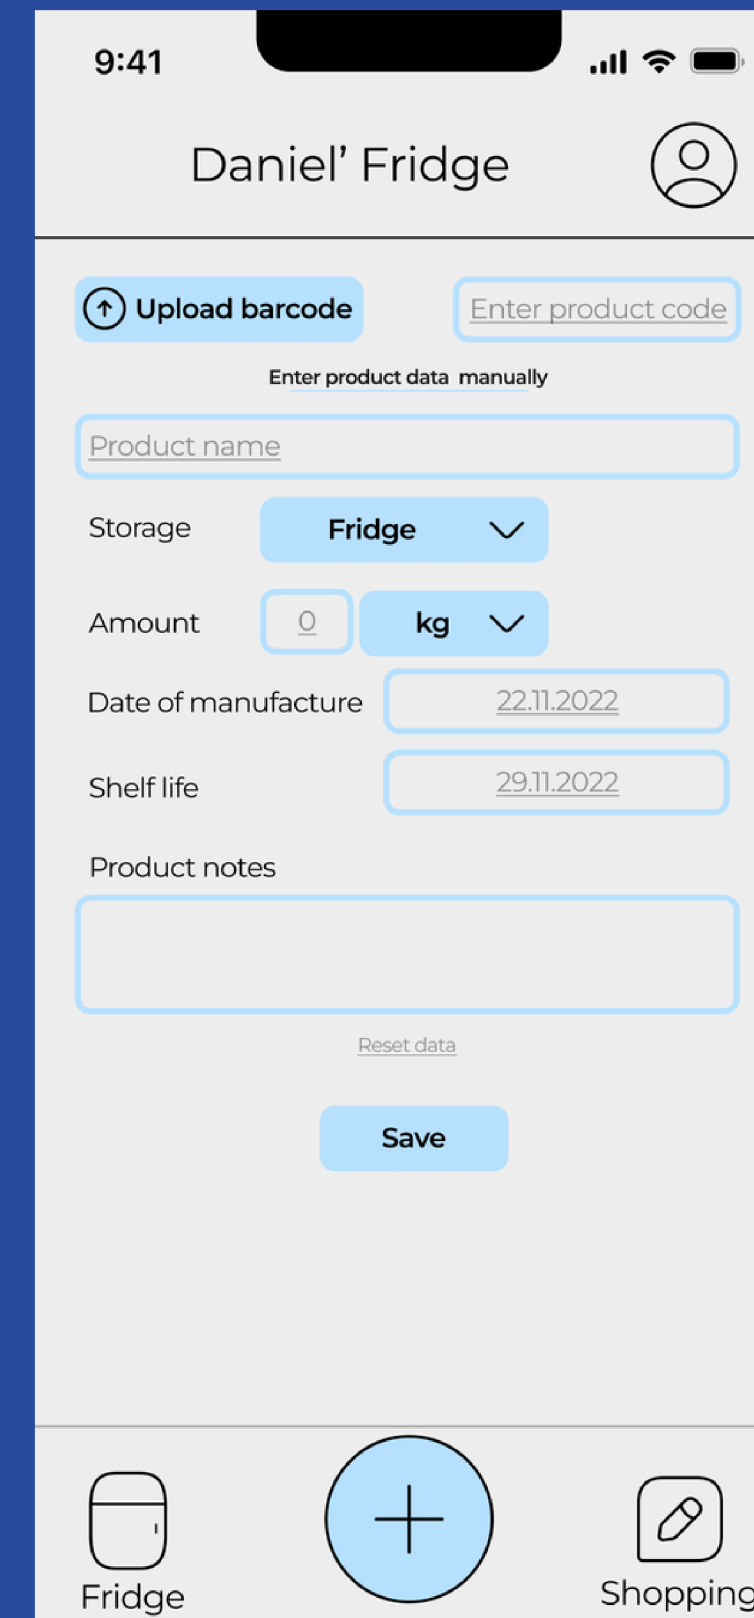 9:41
Daniel’ Fridge
Upload barcode
Enter product code
Enter product data manually
Product name
Storage
Fridge
Amount
0
kg
Date of manufacture
22.11.2022
Shelf life
29.11.2022
Product notes
Reset data
Save
Fridge
Shopping